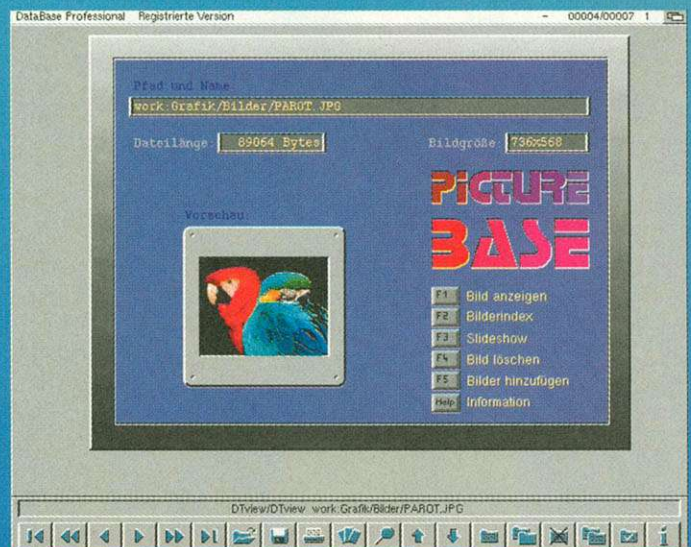 DataBase Professional Registrierte Version - 00004/00007 1
Pfad und Name
work:Grafik/Bilder/PAROT.JPG
Dateilänge 89064 Bytes Bildgröße 736x568
PICTURE
BASE
Vorschau
F1 Bild anzeigen
F2 Bilderindex
F3 Slideshow
F4 Bild löschen
F5 Bilder hinzufügen
Help Information
DTview/DTview work:Grafik/Bilder/PAROT.JPG